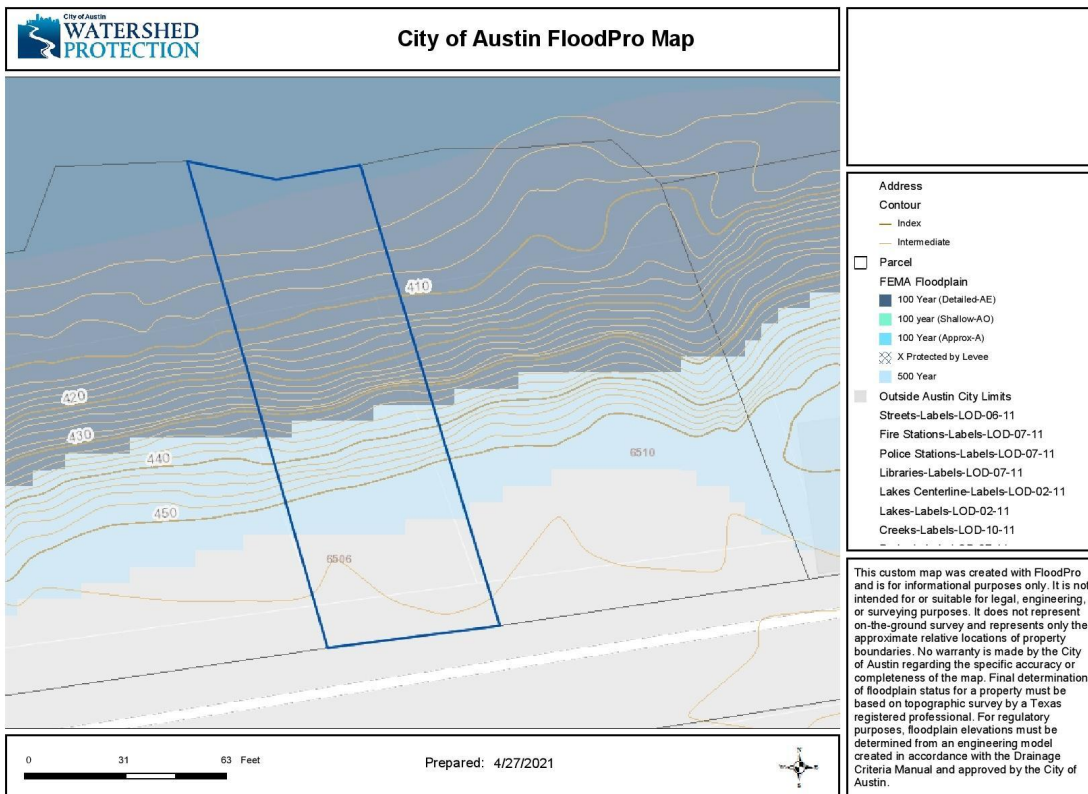 City of Austin
WATERSHED
PROTECTION
City of Austin FloodPro Map
410
420
430
440
450
6510
6506
Address
Contour
Index
Intermediate
Parcel
FEMA Floodplain
100 Year (Detailed-AE)
100 year (Shallow-AO)
100 Year (Approx-A)
X Protected by Levee
500 Year
Outside Austin City Limits
Streets-Labels-LOD-06-11
Fire Stations-Labels-LOD-07-11
Police Stations-Labels-LOD-07-11
Libraries-Labels-LOD-07-11
Lakes Centerline-Labels-LOD-02-11
Lakes-Labels-LOD-02-11
Creeks-Labels-LOD-10-11
This custom map was created with FloodPro
and is for informational purposes only. It is not
intended for or suitable for legal, engineering,
or surveying purposes. It does not represent
on-the-ground survey and represents only the
approximate relative locations of property
boundaries. No warranty is made by the City
of Austin regarding the specific accuracy or
completeness of the map. Final determination
of floodplain status for a property must be
based on topographic survey by a Texas
registered professional. For regulatory
purposes, floodplain elevations must be
determined from an engineering model
created in accordance with the Drainage
Criteria Manual and approved by the City of
Austin.
0 31 63 Feet
Prepared: 4/27/2021
N